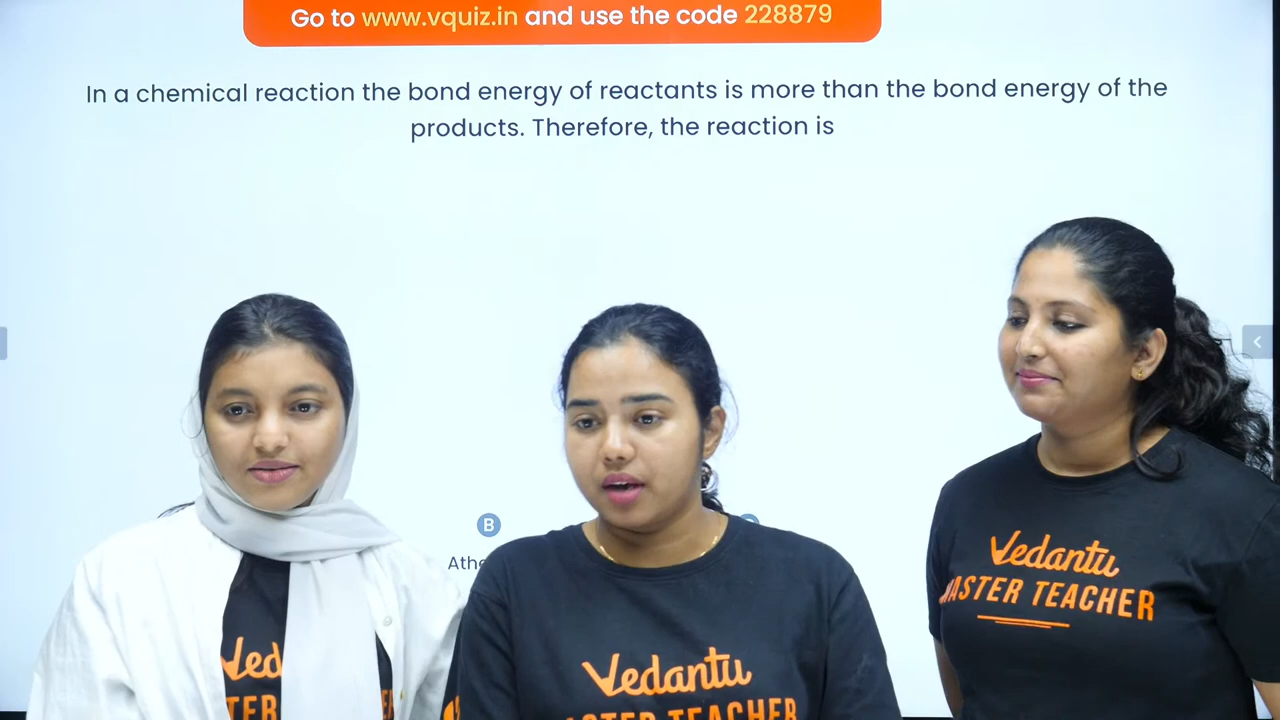 Go to www.vquiz.in and use the code 228879
In a chemical reaction the bond energy of reactants is more than the bond energy of the
products. Therefore, the reaction is
B
Vedantu
MASTER TEACHER
Vedantu